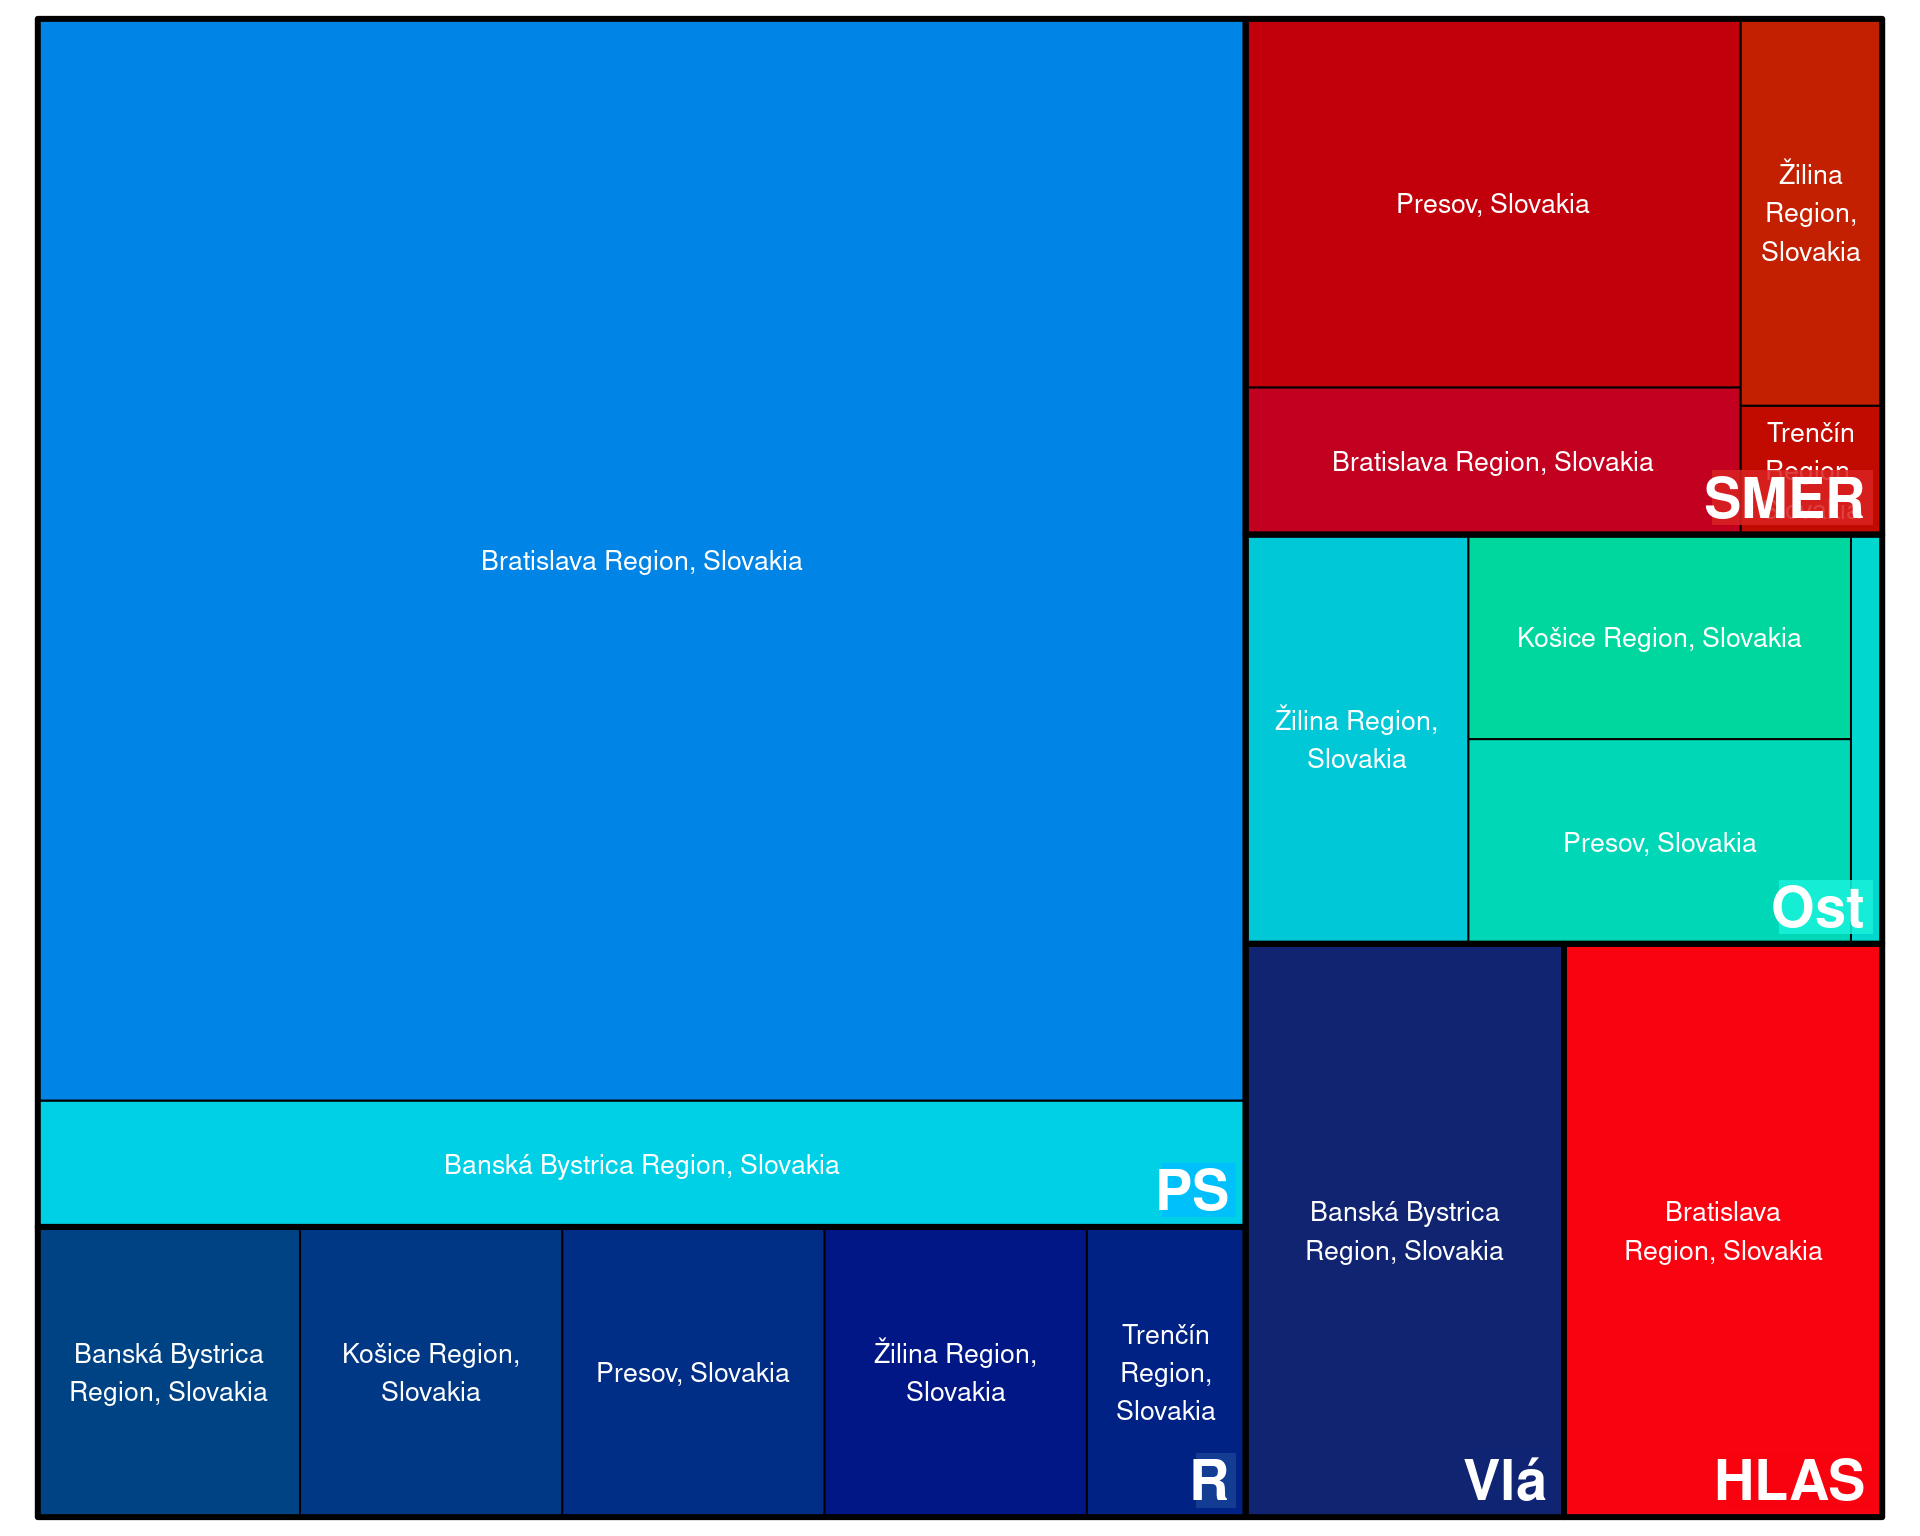 Bratislava Region, Slovakia
Banská Bystrica Region, Slovakia
PS
Banská Bystrica
Region, Slovakia
Košice Region,
Slovakia
Presov, Slovakia
Žilina Region,
Slovakia
Trenčín
Region,
Slovakia
R
Presov, Slovakia
Bratislava Region, Slovakia
Žilina
Region,
Slovakia
Trenčín
Region,
SMER
Žilina Region,
Slovakia
Košice Region, Slovakia
Presov, Slovakia
Ost
Banská Bystrica
Region, Slovakia
Vlá
Bratislava
Region, Slovakia
HLAS